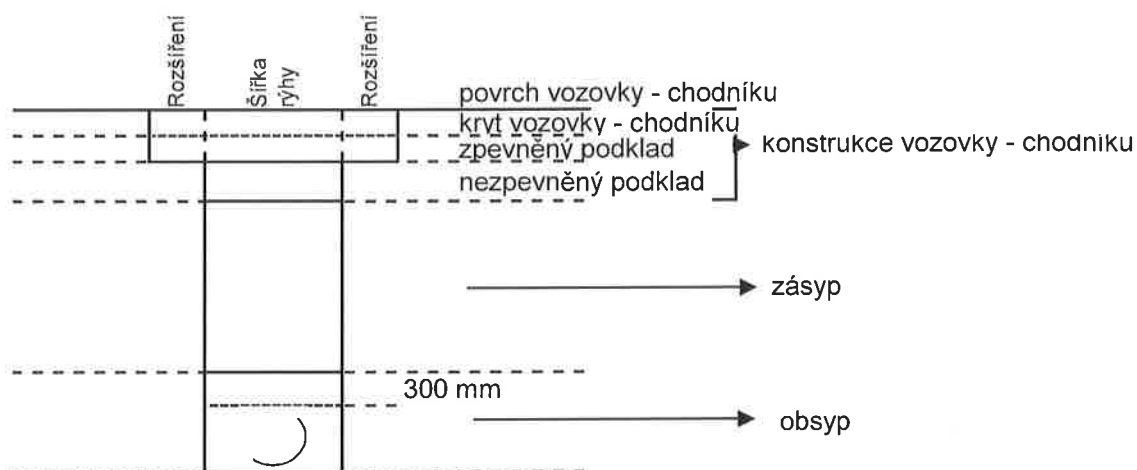 Rozšíření
Šířka
rýhy
Rozšíření
povrch vozovky - chodníku
kryt vozovky - chodníku
zpevněný podklad
konstrukce vozovky - chodníku
nezpevněný podklad
zásyp
300 mm
obsyp